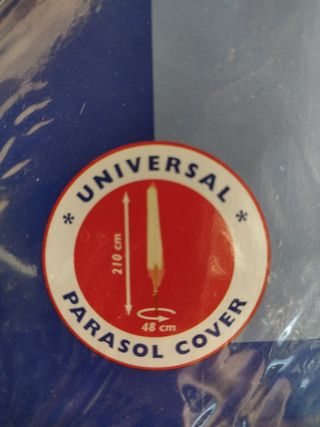 * UNIVERSAL *
210 cm
48 cm
PARASOL COVER